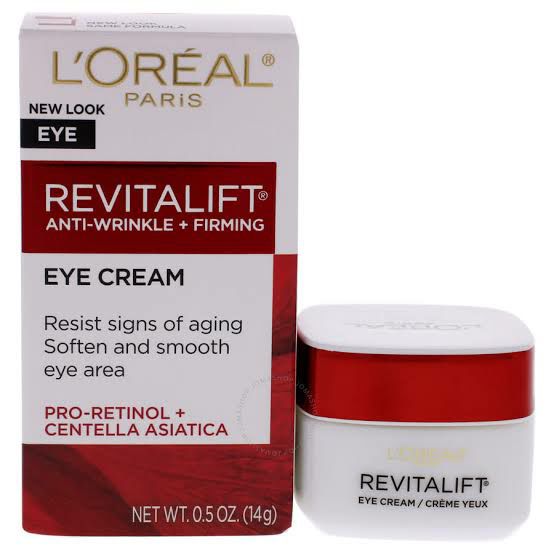 NEW LOOK
SAME FORMULA
L'ORÉAL®
PARIS
NEW LOOK
EYE
REVITALIFT®
ANTI-WRINKLE + FIRMING
EYE CREAM
Resist signs of aging
Soften and smooth
eye area
PRO-RETINOL +
CENTELLA ASIATICA
NET WT. 0.5 OZ. (14g)
L'ORÉAL
L'ORÉAL
PARIS
REVITALIFT®
EYE CREAM / CRÈME YEUX